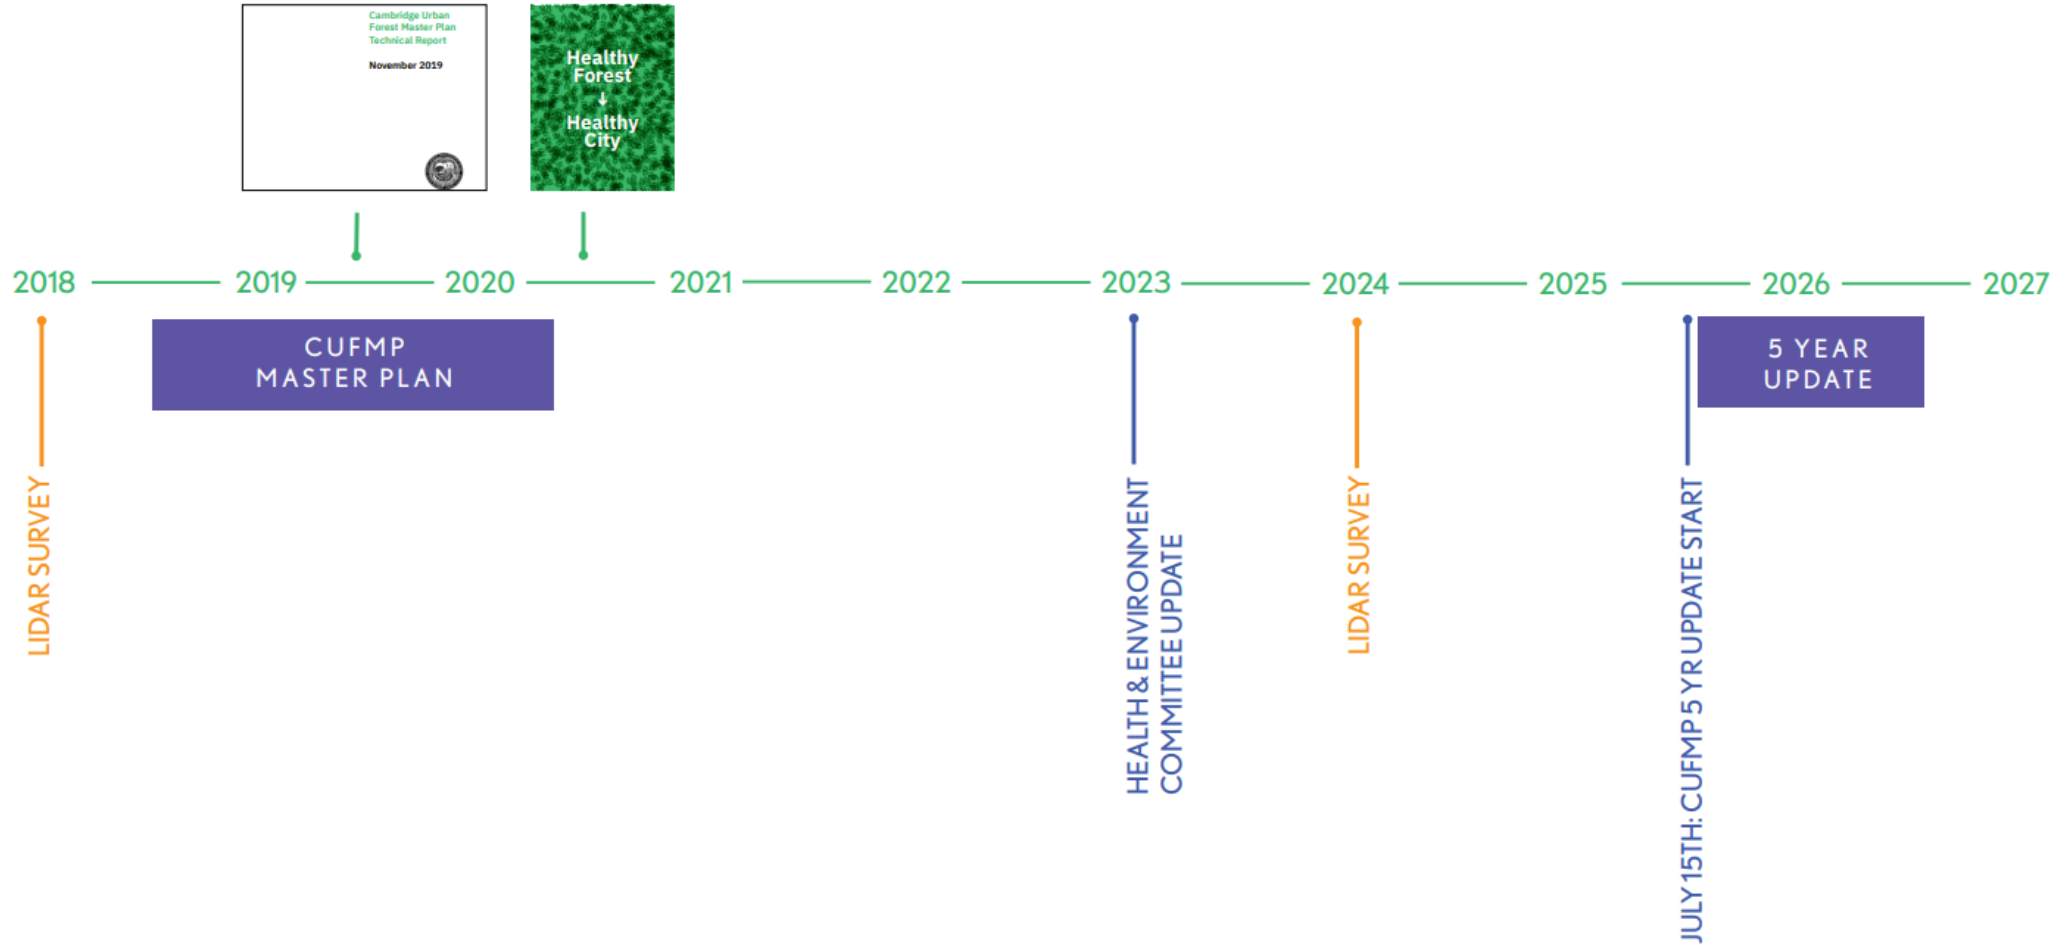 Cambridge Urban
Forest Master Plan
Technical Report
November 2019
Healthy
Forest
↓
Healthy
City
2018
2019
2020
2021
2022
2023
2024
2025
2026
2027
CUFMP
MASTER PLAN
5 YEAR
UPDATE
LIDAR SURVEY
HEALTH & ENVIRONMENT
COMMITTEE UPDATE
LIDAR SURVEY
JULY 15TH: CUFMP 5 YR UPDATE START